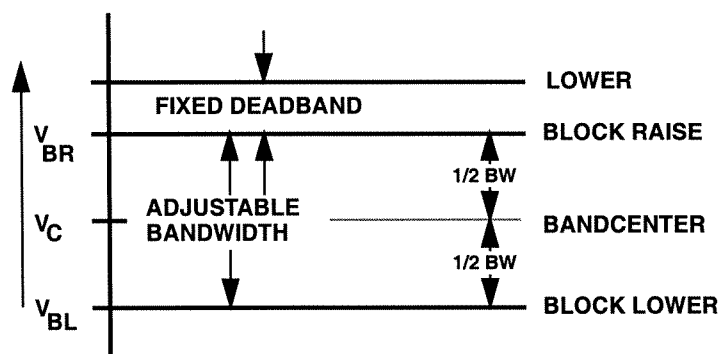 LOWER
FIXED DEADBAND
V BR
BLOCK RAISE
1/2 BW
ADJUSTABLE
BANDWIDTH
V C
BANDCENTER
1/2 BW
V BL
BLOCK LOWER